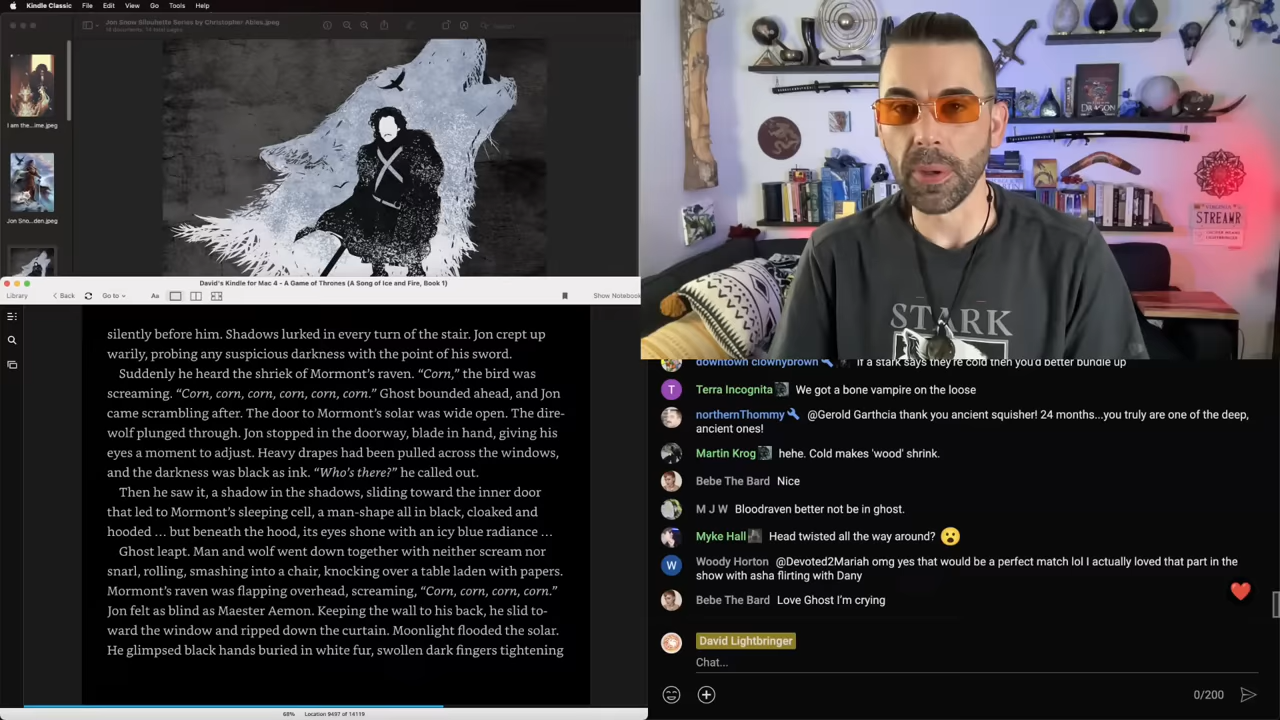 Kindle Classic File Edit View Go Tools Help
Jon Snow Silouhette Series by Christopher Ables.jpeg
I am the...ime.jpeg
Jon Sno...den.jpeg
David's Kindle for Mac 4 - A Game of Thrones (A Song of Ice and Fire, Book 1)
Library Back Go to Aa Show Notebook
silently before him. Shadows lurked in every turn of the stair. Jon crept up
warily, probing any suspicious darkness with the point of his sword.
Suddenly he heard the shriek of Mormont's raven. “Corn,” the bird was
screaming. “Corn, corn, corn, corn, corn, corn.” Ghost bounded ahead, and Jon
came scrambling after. The door to Mormont's solar was wide open. The dire-
wolf plunged through. Jon stopped in the doorway, blade in hand, giving his
eyes a moment to adjust. Heavy drapes had been pulled across the windows,
and the darkness was black as ink. “Who's there?” he called out.
Then he saw it, a shadow in the shadows, sliding toward the inner door
that led to Mormont's sleeping cell, a man-shape all in black, cloaked and
hooded … but beneath the hood, its eyes shone with an icy blue radiance …
Ghost leapt. Man and wolf went down together with neither scream nor
snarl, rolling, smashing into a chair, knocking over a table laden with papers.
Mormont's raven was flapping overhead, screaming, “Corn, corn, corn, corn.”
Jon felt as blind as Maester Aemon. Keeping the wall to his back, he slid to-
ward the window and ripped down the curtain. Moonlight flooded the solar.
He glimpsed black hands buried in white fur, swollen dark fingers tightening
68% Location 9497 of 14119
DRAGON
STREAMR
STARK
downtown clownybrown If a stark says they're cold then you'd better bundle up
T Terra Incognita We got a bone vampire on the loose
northernThommy @Gerold Garthcia thank you ancient squisher! 24 months...you truly are one of the deep,
ancient ones!
Martin Krog hehe. Cold makes 'wood' shrink.
Bebe The Bard Nice
M J W Bloodraven better not be in ghost.
Myke Hall Head twisted all the way around?
W Woody Horton @Devoted2Mariah omg yes that would be a perfect match lol I actually loved that part in the
show with asha flirting with Dany
Bebe The Bard Love Ghost I'm crying
David Lightbringer
Chat...
0/200